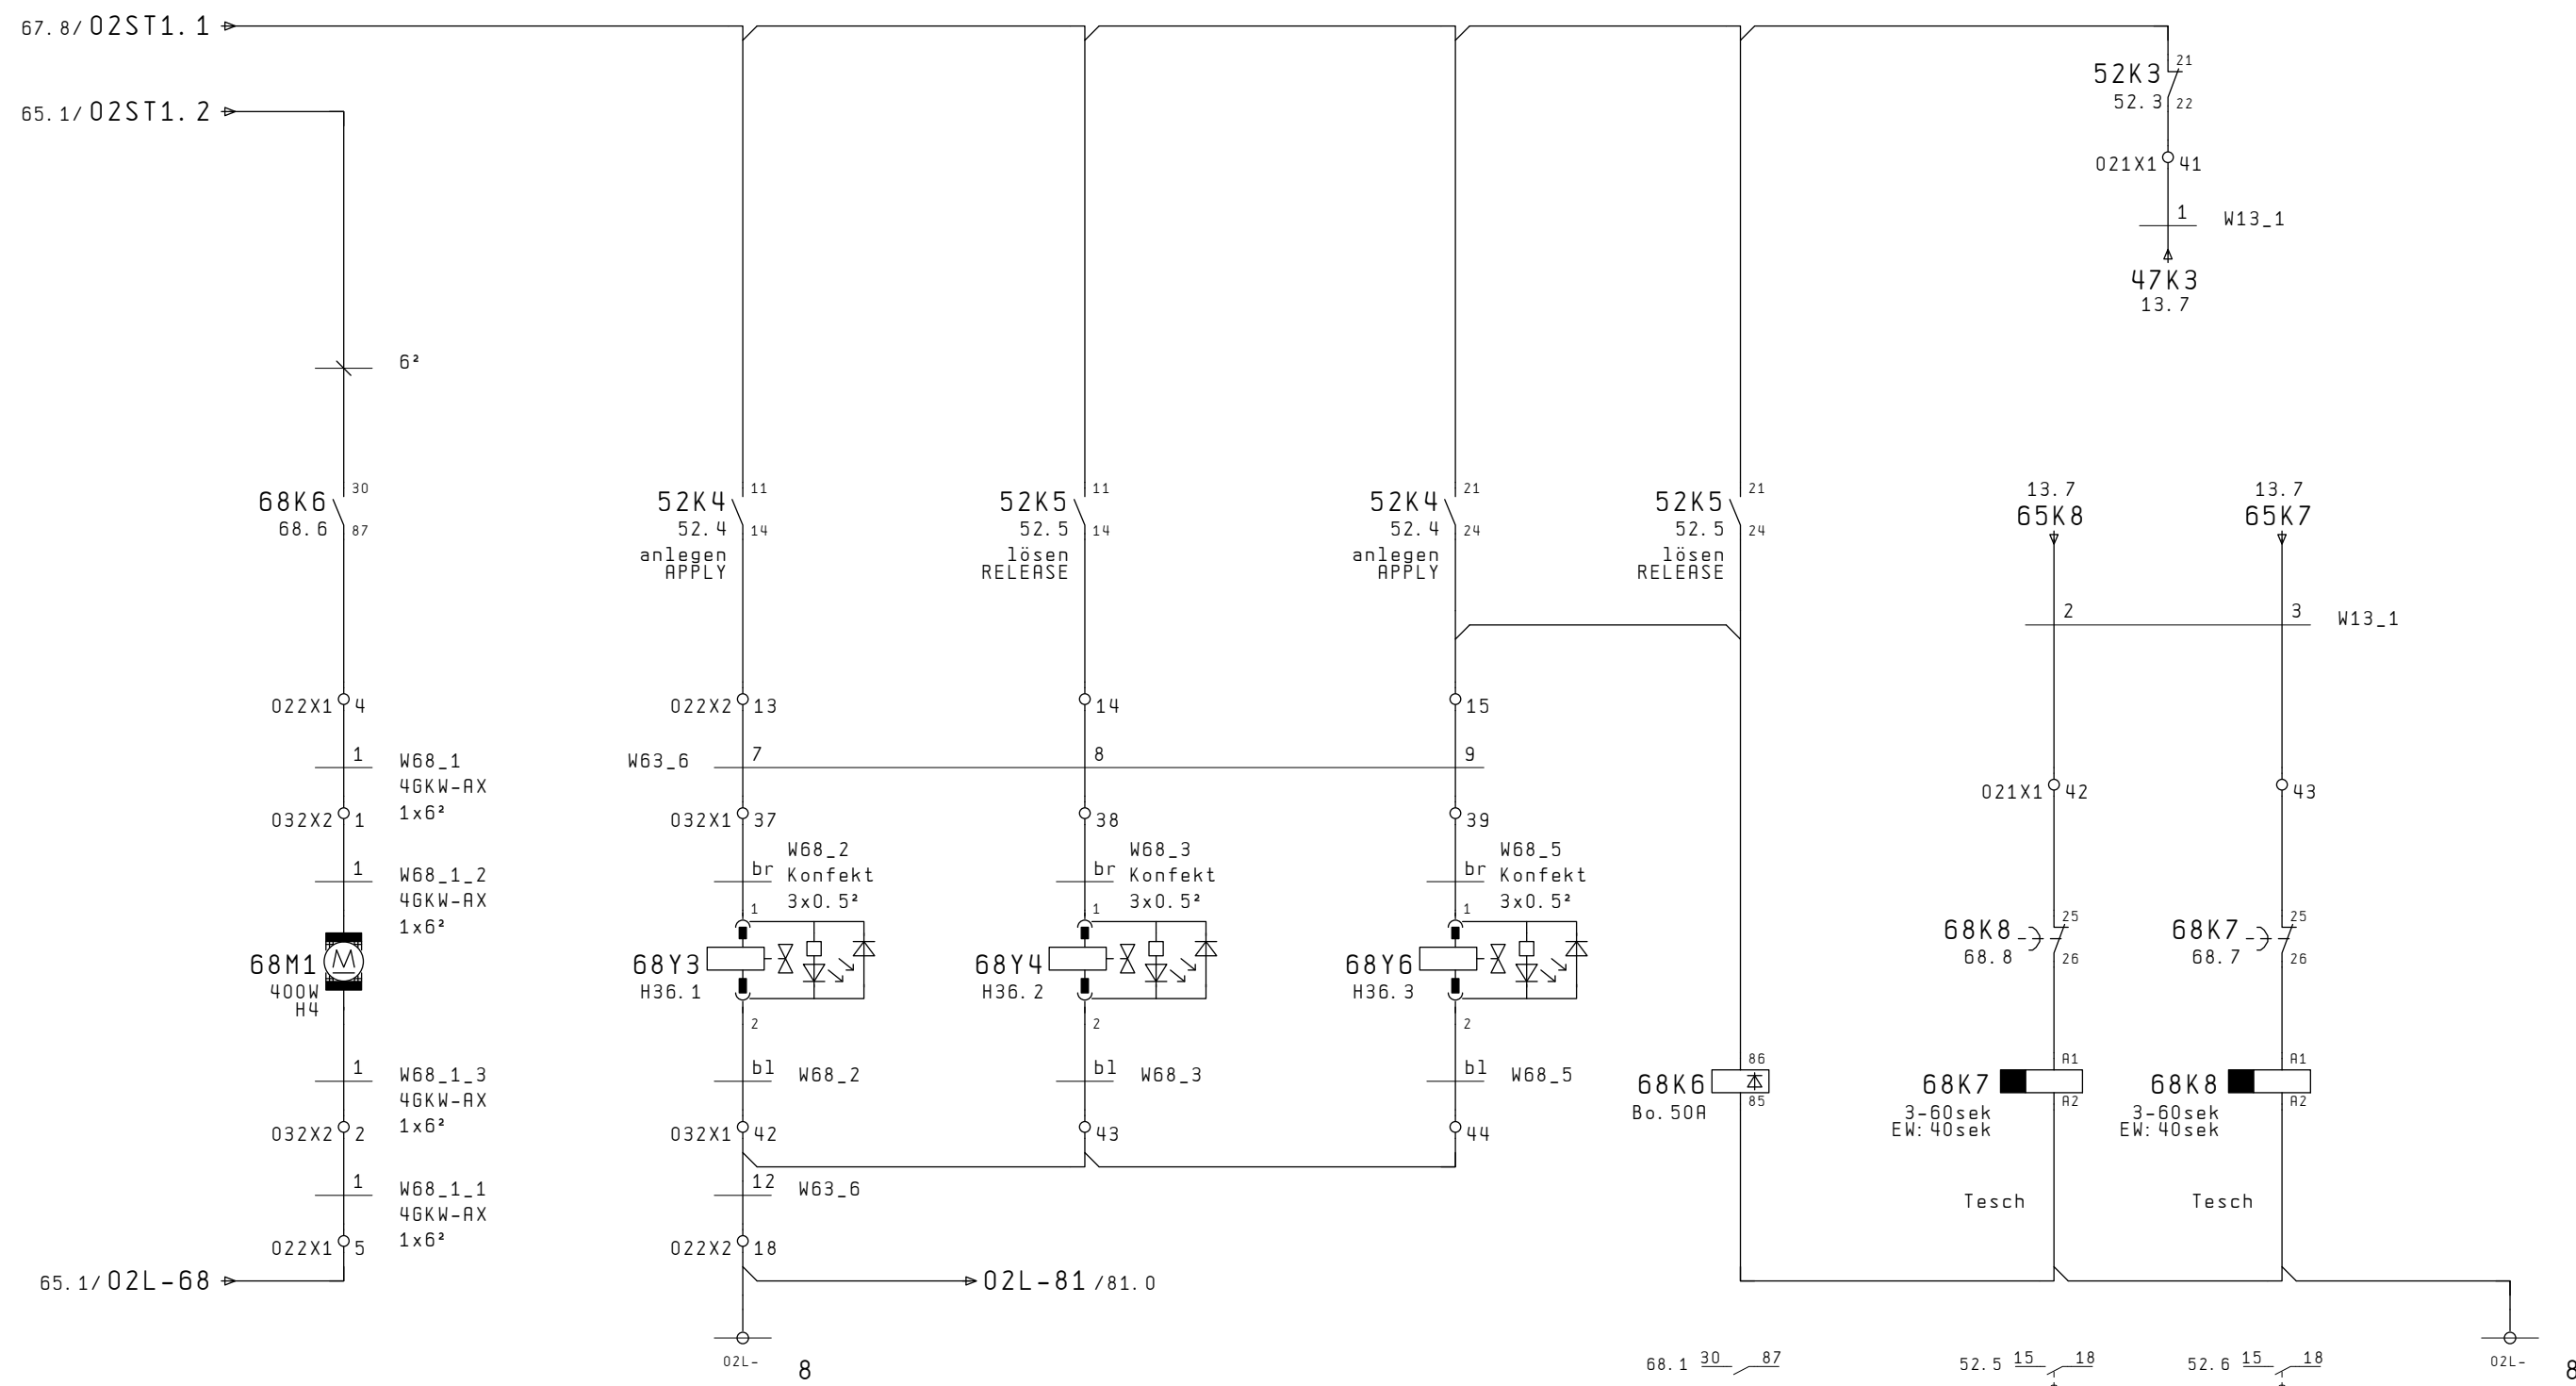 67.8/02ST1.1
65.1/02ST1.2
52K3 21
52.3 22
021X1 41
1 W13_1
47K3
13.7
6²
68K6 30
68.6 87
52K4 11
52.4 14
anlegen
APPLY
52K5 11
52.5 14
lösen
RELEASE
52K4 21
52.4 24
anlegen
APPLY
52K5 21
52.5 24
lösen
RELEASE
13.7
65K8
13.7
65K7
2 3 W13_1
022X1 4
022X2 13 14 15
1 W68_1
4GKW-AX
1x6²
W63_6 7 8 9
021X1 42 43
032X2 1
032X1 37 38 39
1 W68_1_2
4GKW-AX
1x6²
br W68_2
Konfekt
3x0.5²
br W68_3
Konfekt
3x0.5²
br W68_5
Konfekt
3x0.5²
68M1
400W
H4
1
68Y3
H36.1
2
1
68Y4
H36.2
2
1
68Y6
H36.3
2
68K8 25
68.8 26
68K7 25
68.7 26
1 W68_1_3
4GKW-AX
1x6²
bl W68_2
bl W68_3
bl W68_5
86
68K6
Bo.50A 85
A1
68K7
A2
3-60sek
EW:40sek
A1
68K8
A2
3-60sek
EW:40sek
032X2 2
032X1 42 43 44
1 W68_1_1
4GKW-AX
1x6²
12 W63_6
Tesch
Tesch
022X1 5
022X2 18
65.1/02L-68
02L-81/81.0
02L-
8
68.1 30 87
52.5 15 18
52.6 15 18
02L-
8